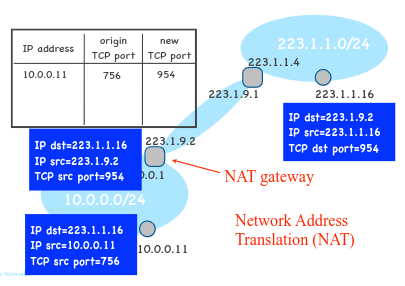 IP address
origin
TCP port
new
TCP port
10.0.0.11
756
954
223.1.1.0/24
223.1.1.4
223.1.9.1
223.1.1.16
IP dst=223.1.9.2
IP src=223.1.1.16
TCP dst port=954
IP dst=223.1.1.16
IP src=223.1.9.2
TCP src port=954
223.1.9.2
0.0.1
NAT gateway
10.0.0.0/24
IP dst=223.1.1.16
IP src=10.0.0.11
TCP src port=756
10.0.0.11
Network Address
Translation (NAT)